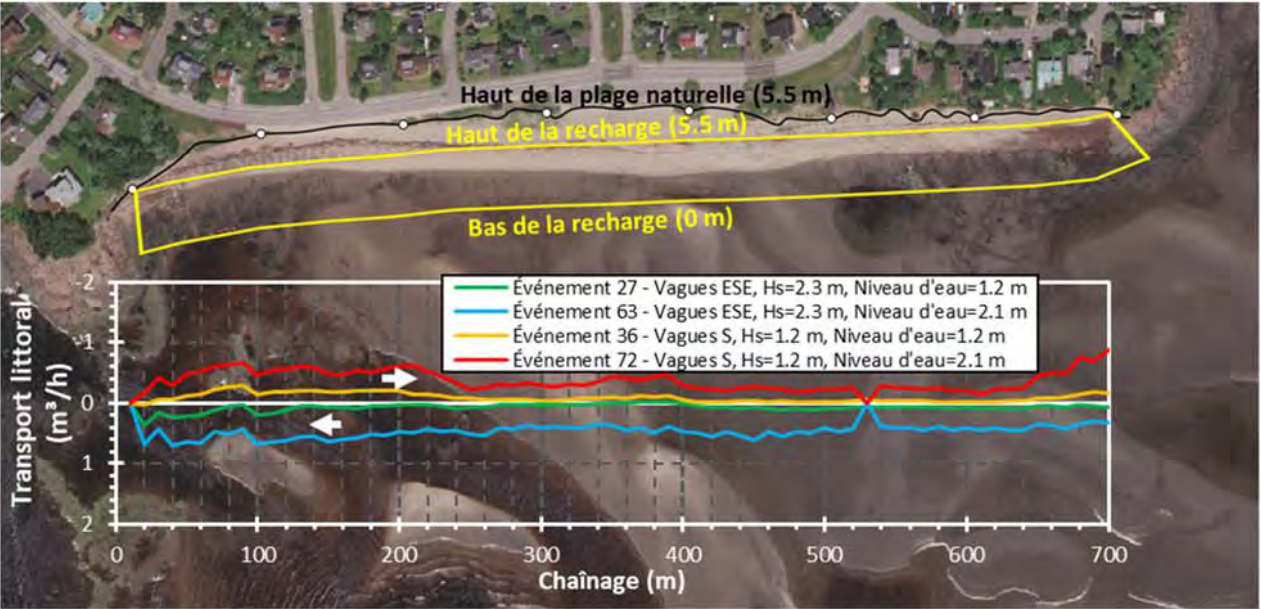 Haut de la plage naturelle (5.5 m)
Haut de la recharge (5.5 m)
Bas de la recharge (0 m)
Événement 27 - Vagues ESE, Hs=2.3 m, Niveau d'eau=1.2 m
Événement 63 - Vagues ESE, Hs=2.3 m, Niveau d'eau=2.1 m
Événement 36 - Vagues S, Hs=1.2 m, Niveau d'eau=1.2 m
Événement 72 - Vagues S, Hs=1.2 m, Niveau d'eau=2.1 m
Transport littoral
(m³/h)
-2
-1
0
1
2
0 100 200 300 400 500 600 700
Chaînage (m)